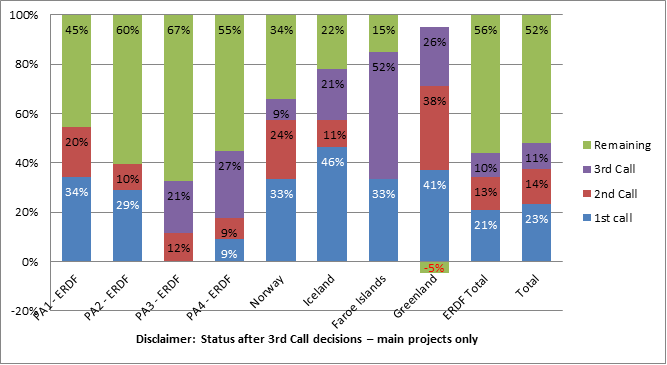 100%
80%
60%
40%
20%
0%
-20%
45% 60% 67% 55% 34% 22% 15% 26% 56% 52%
20% 10% 21% 27% 9% 21% 52% 38% 10% 11%
34% 29% 12% 9% 24% 11% 33% 41% 13% 14%
9% 33% 46% -5% 21% 23%
Remaining
3rd Call
2nd Call
1st call
PA1 - ERDF
PA2 - ERDF
PA3 - ERDF
PA4 - ERDF
Norway
Iceland
Faroe Islands
Greenland
ERDF Total
Total
Disclaimer: Status after 3rd Call decisions – main projects only